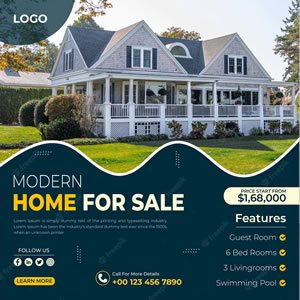 LOGO
MODERN
HOME FOR SALE
PRICE START FROM
$1,68,000
Features
Guest Room
6 Bed Rooms
3 Livingrooms
Swimming Pool
FOLLOW US
LEARN MORE
Call For More Details
+00 123 456 7890